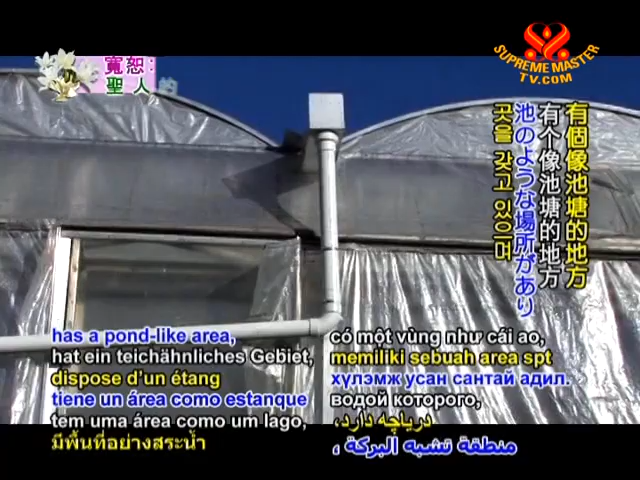 寬恕:
聖人的
SUPREME MASTER
TV.COM
有個像池塘的地方
有个像池塘的地方
池のような場所があり
곳을 갖고 있으며
has a pond-like area,
hat ein teichähnliches Gebiet,
dispose d'un étang
tiene un área como estanque
tem uma área como um lago,
มีพื้นที่อย่างสระน้ำ
có một vùng như cái ao,
memiliki sebuah area spt
хүлэмж усан сантай адил.
водой которого,
دریاچه دارد،
منطقة تشبه البركة ،